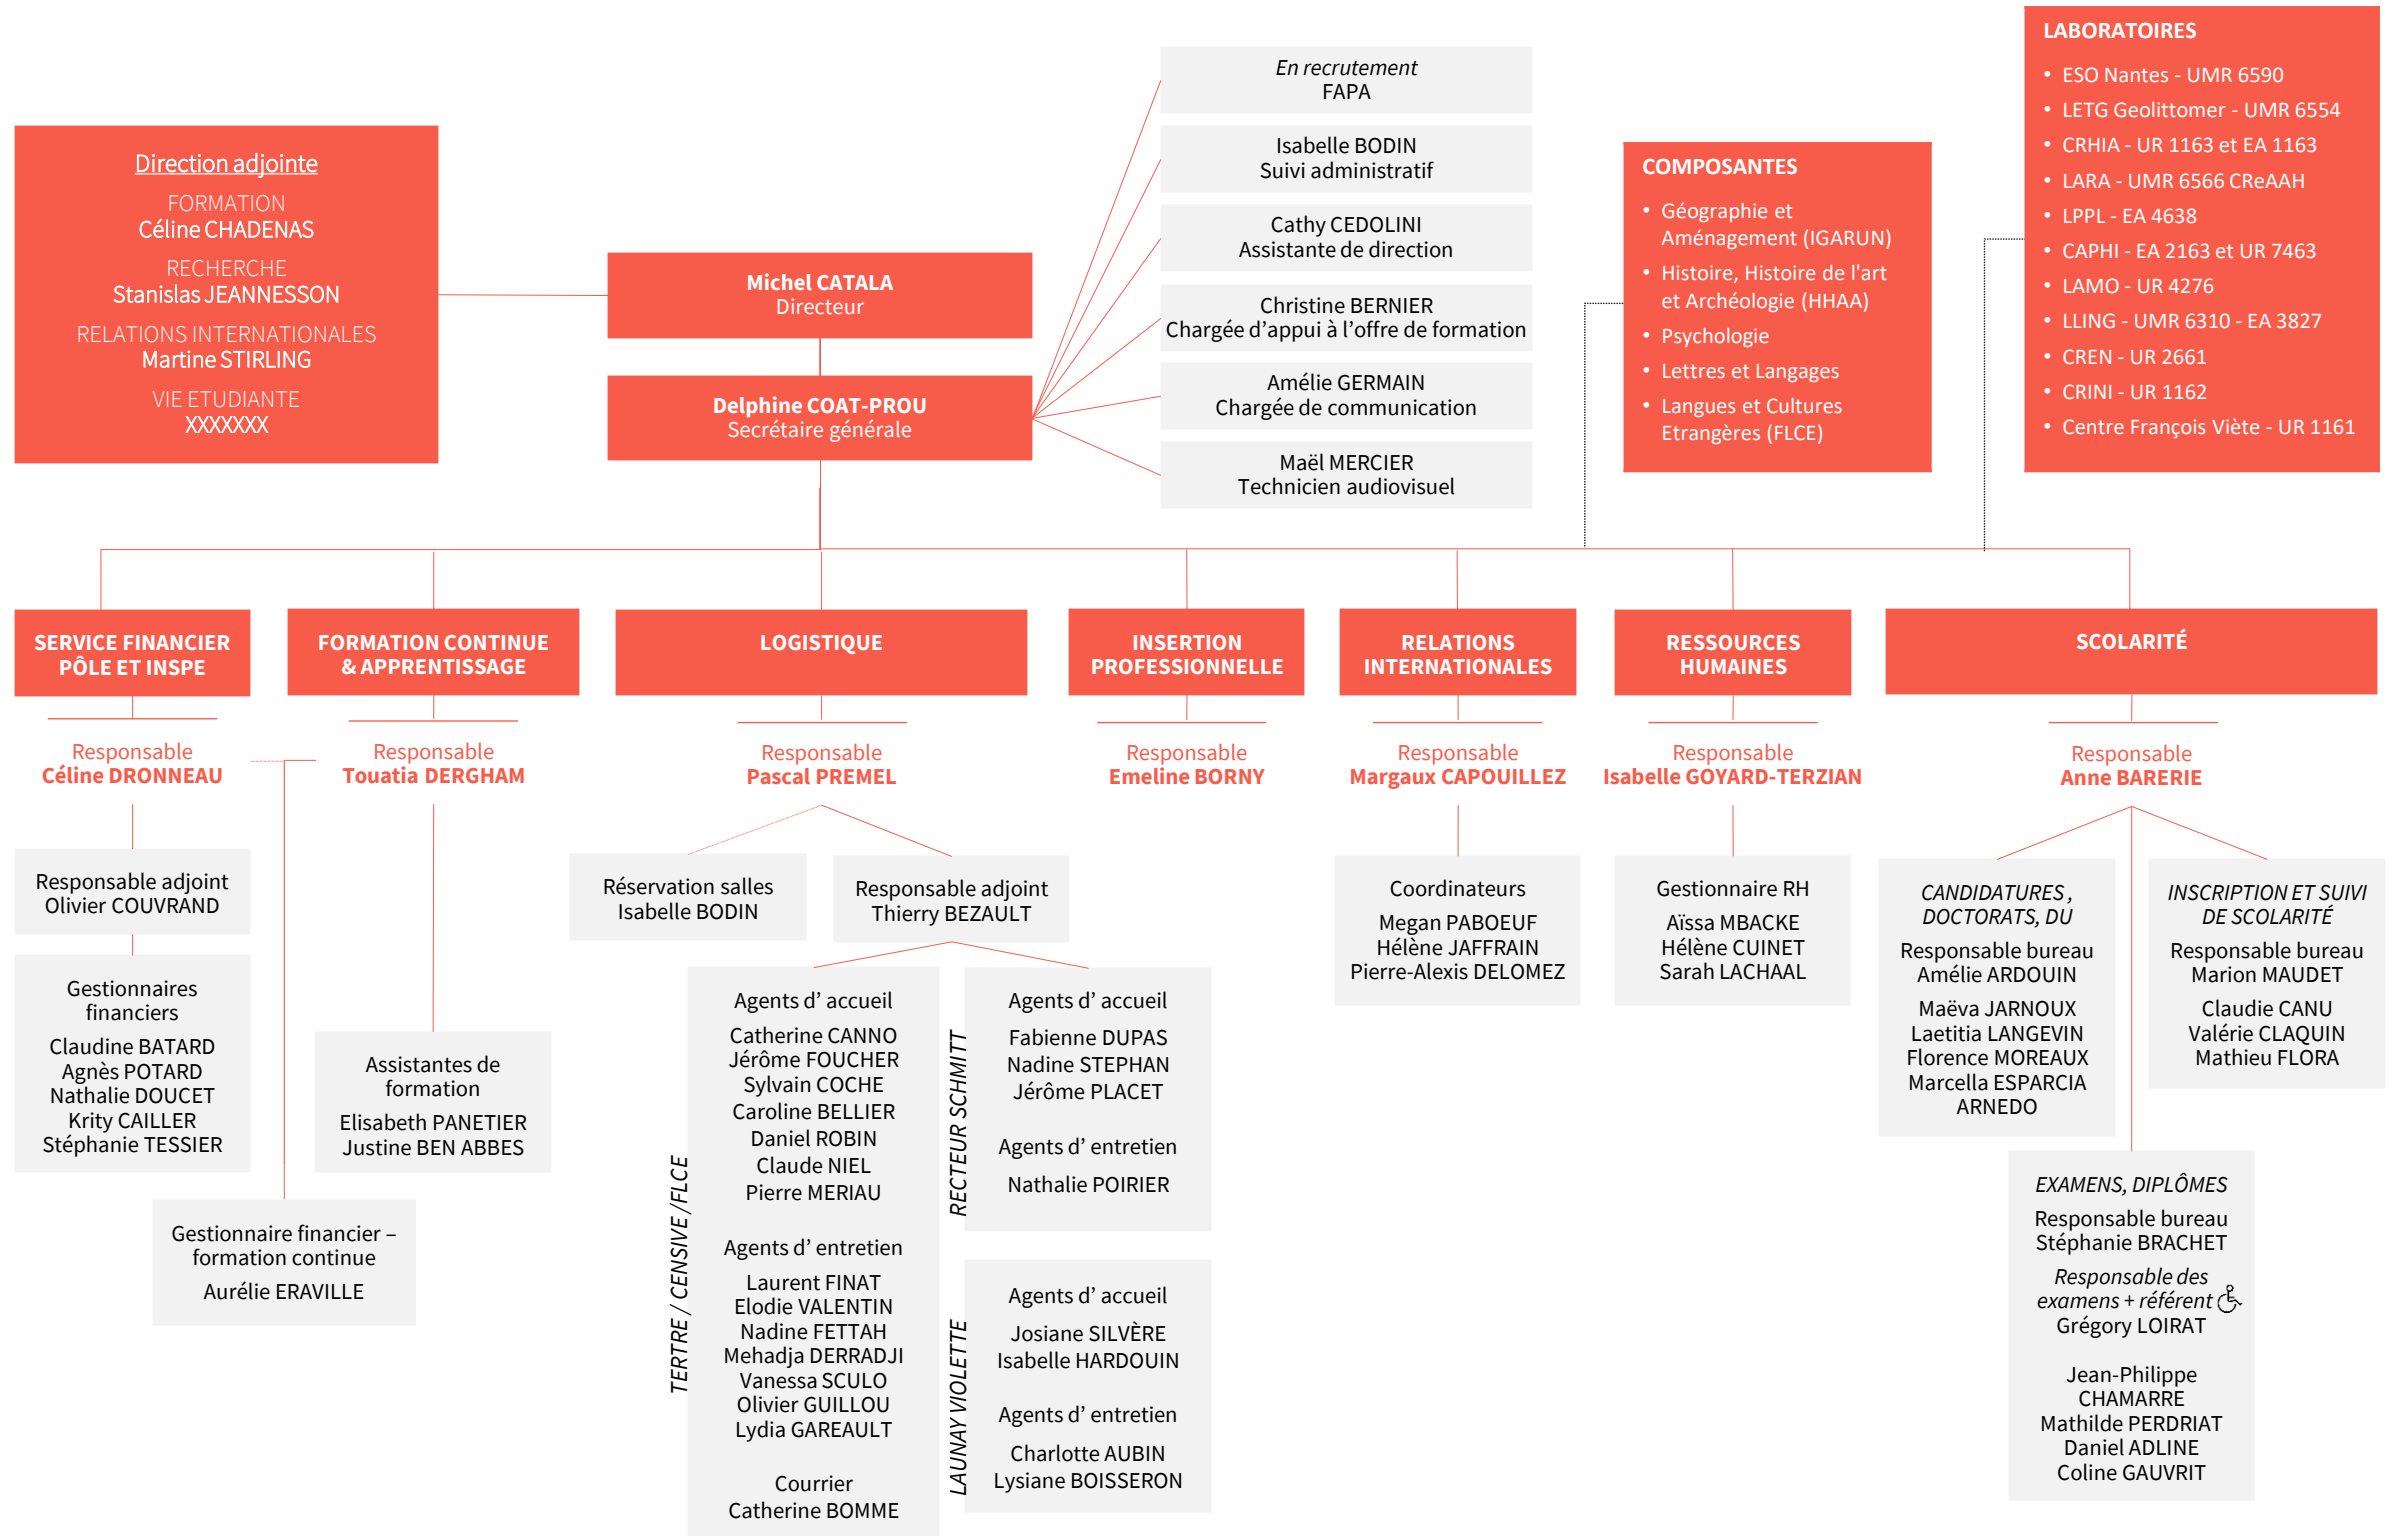 Direction adjointe
FORMATION
Céline CHADENAS
RECHERCHE
Stanislas JEANNESSON
RELATIONS INTERNATIONALES
Martine STIRLING
VIE ETUDIANTE
XXXXXXX
Michel CATALA
Directeur
Delphine COAT-PROU
Secrétaire générale
En recrutement
FAPA
Isabelle BODIN
Suivi administratif
Cathy CEDOLINI
Assistante de direction
Christine BERNIER
Chargée d'appui à l'offre de formation
Amélie GERMAIN
Chargée de communication
Maël MERCIER
Technicien audiovisuel
COMPOSANTES
• Géographie et
Aménagement (IGARUN)
• Histoire, Histoire de l'art
et Archéologie (HHAA)
• Psychologie
• Lettres et Langages
• Langues et Cultures
Etrangères (FLCE)
LABORATOIRES
• ESO Nantes - UMR 6590
• LETG Geolittomer - UMR 6554
• CRHIA - UR 1163 et EA 1163
• LARA - UMR 6566 CReAAH
• LPPL - EA 4638
• CAPHI - EA 2163 et UR 7463
• LAMO - UR 4276
• LLING - UMR 6310 - EA 3827
• CREN - UR 2661
• CRINI - UR 1162
• Centre François Viète - UR 1161
SERVICE FINANCIER
PÔLE ET INSPE
Responsable
Céline DRONNEAU
Responsable adjoint
Olivier COUVRAND
Gestionnaires
financiers
Claudine BATARD
Agnès POTARD
Nathalie DOUCET
Krity CAILLER
Stéphanie TESSIER
FORMATION CONTINUE
& APPRENTISSAGE
Responsable
Touatia DERGHAM
Assistantes de
formation
Elisabeth PANETIER
Justine BEN ABBES
Gestionnaire financier –
formation continue
Aurélie ERAVILLE
LOGISTIQUE
Responsable
Pascal PREMEL
Réservation salles
Isabelle BODIN
Responsable adjoint
Thierry BEZAULT
TERTRE / CENSIVE /FLCE
Agents d' accueil
Catherine CANNO
Jérôme FOUCHER
Sylvain COCHE
Caroline BELLIER
Daniel ROBIN
Claude NIEL
Pierre MERIAU
Agents d' entretien
Laurent FINAT
Elodie VALENTIN
Nadine FETTAH
Mehadja DERRADJI
Vanessa SCULO
Olivier GUILLOU
Lydia GAREAULT
Courrier
Catherine BOMME
RECTEUR SCHMITT
Agents d' accueil
Fabienne DUPAS
Nadine STEPHAN
Jérôme PLACET
Agents d' entretien
Nathalie POIRIER
LAUNAY VIOLETTE
Agents d' accueil
Josiane SILVÈRE
Isabelle HARDOUIN
Agents d' entretien
Charlotte AUBIN
Lysiane BOISSERON
INSERTION
PROFESSIONNELLE
Responsable
Emeline BORNY
RELATIONS
INTERNATIONALES
Responsable
Margaux CAPOUILLEZ
Coordinateurs
Megan PABOEUF
Hélène JAFFRAIN
Pierre-Alexis DELOMEZ
RESSOURCES
HUMAINES
Responsable
Isabelle GOYARD-TERZIAN
Gestionnaire RH
Aïssa MBACKE
Hélène CUINET
Sarah LACHAAL
SCOLARITÉ
Responsable
Anne BARERIE
CANDIDATURES ,
DOCTORATS, DU
Responsable bureau
Amélie ARDOUIN
Maëva JARNOUX
Laetitia LANGEVIN
Florence MOREAUX
Marcella ESPARCIA
ARNEDO
INSCRIPTION ET SUIVI
DE SCOLARITÉ
Responsable bureau
Marion MAUDET
Claudie CANU
Valérie CLAQUIN
Mathieu FLORA
EXAMENS, DIPLÔMES
Responsable bureau
Stéphanie BRACHET
Responsable des
examens + référent
Grégory LOIRAT
Jean-Philippe
CHAMARRE
Mathilde PERDRIAT
Daniel ADLINE
Coline GAUVRIT